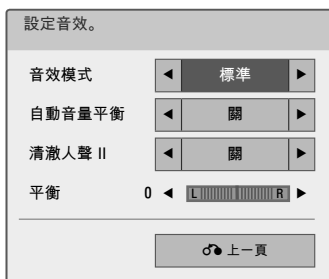 設定音效。
音效模式 ◀ 標準 ▶
自動音量平衡 ◀ 關 ▶
清澈人聲 II ◀ 關 ▶
平衡 0 ◀ L R ▶
上一頁